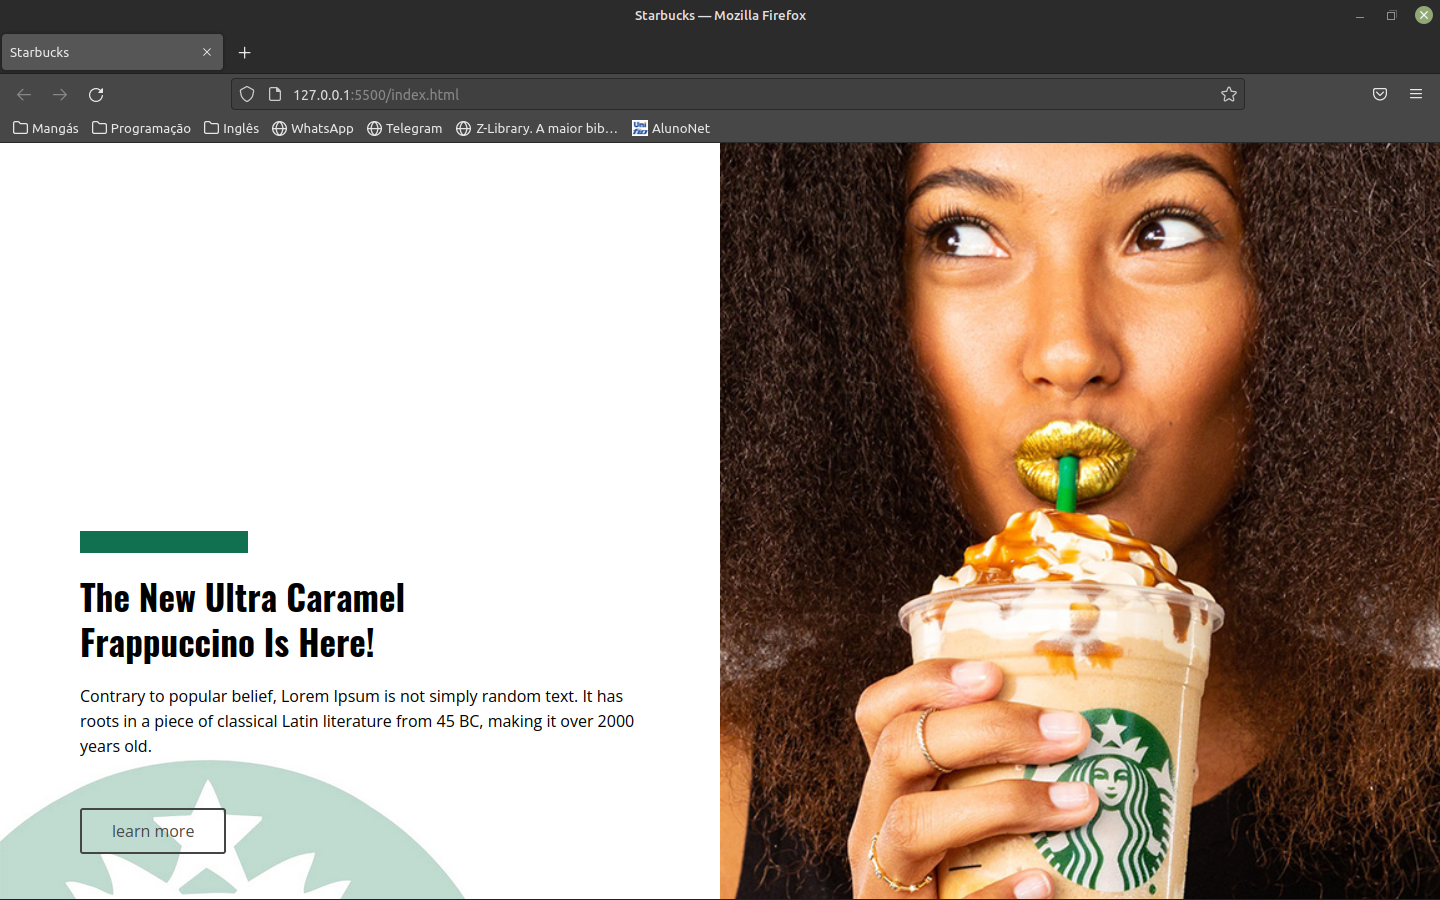 Starbucks — Mozilla Firefox
Starbucks
127.0.0.1:5500/index.html
Mangás Programação Inglês WhatsApp Telegram Z-Library. A maior bib… AlunoNet
The New Ultra Caramel
Frappuccino Is Here!
Contrary to popular belief, Lorem Ipsum is not simply random text. It has
roots in a piece of classical Latin literature from 45 BC, making it over 2000
years old.
learn more